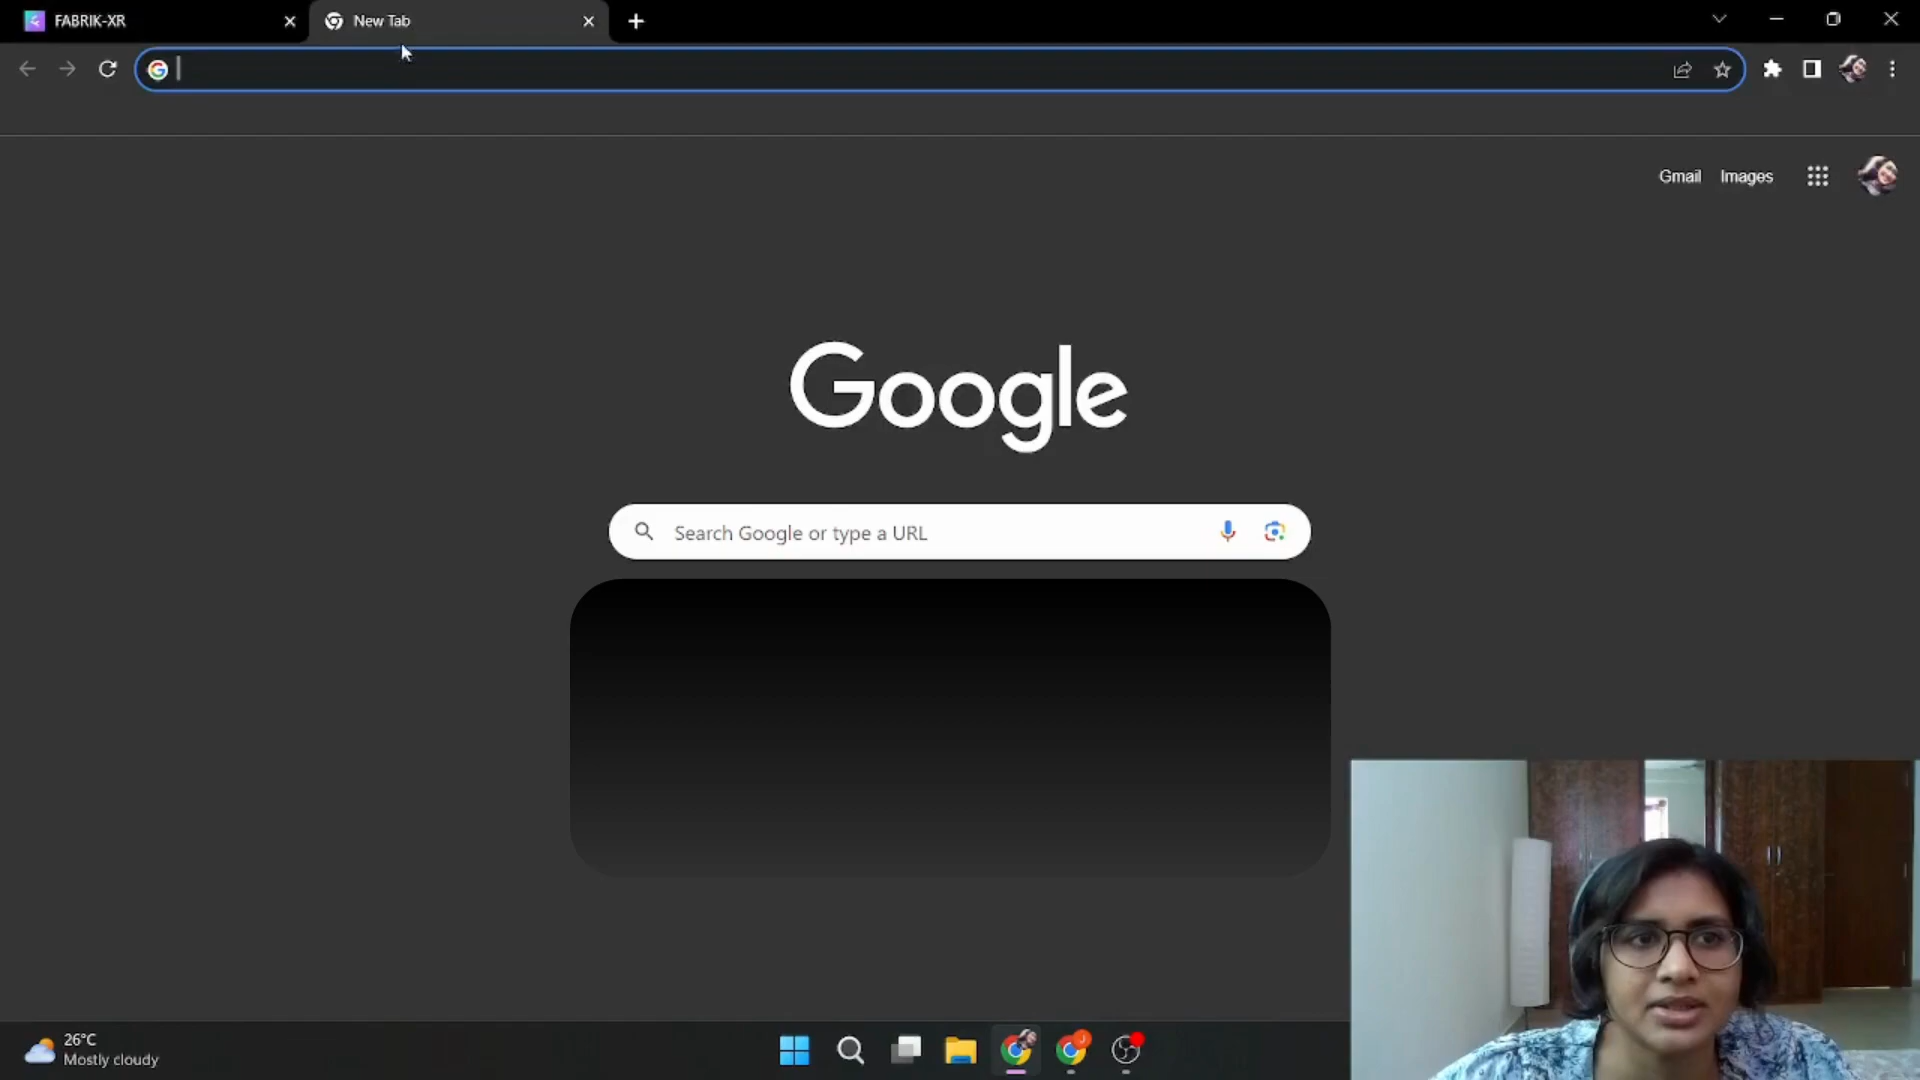 FABRIK-XR
New Tab
Gmail
Images
Google
Search Google or type a URL
26°C
Mostly cloudy